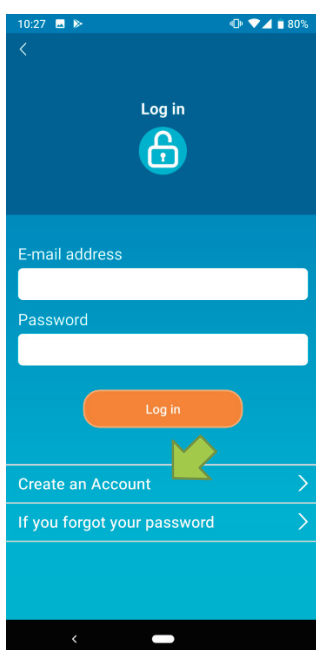 10:27 80%
Log in
E-mail address
Password
Log in
Create an Account
If you forgot your password